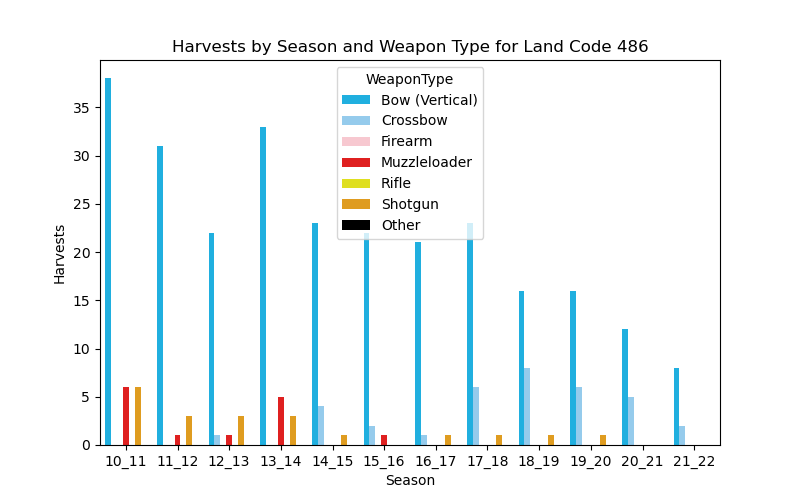 Harvests by Season and Weapon Type for Land Code 486
WeaponType
Bow (Vertical)
Crossbow
Firearm
Muzzleloader
Rifle
Shotgun
Other
Harvests
35
30
25
20
15
10
5
0
10_11 11_12 12_13 13_14 14_15 15_16 16_17 17_18 18_19 19_20 20_21 21_22
Season